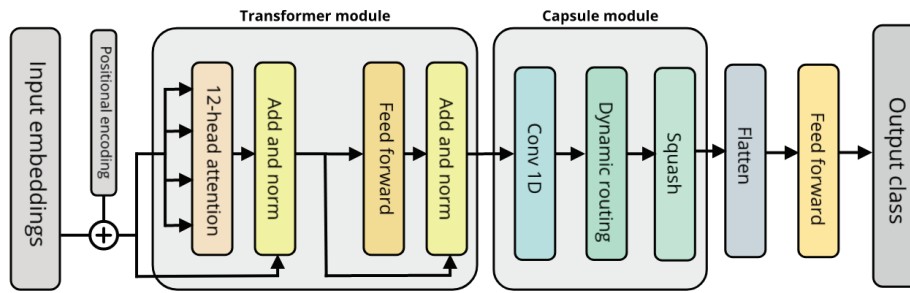 Transformer module
Capsule module
Input embeddings
Positional encoding
12-head attention
Add and norm
Feed forward
Add and norm
Conv 1D
Dynamic routing
Squash
Flatten
Feed forward
Output class
+